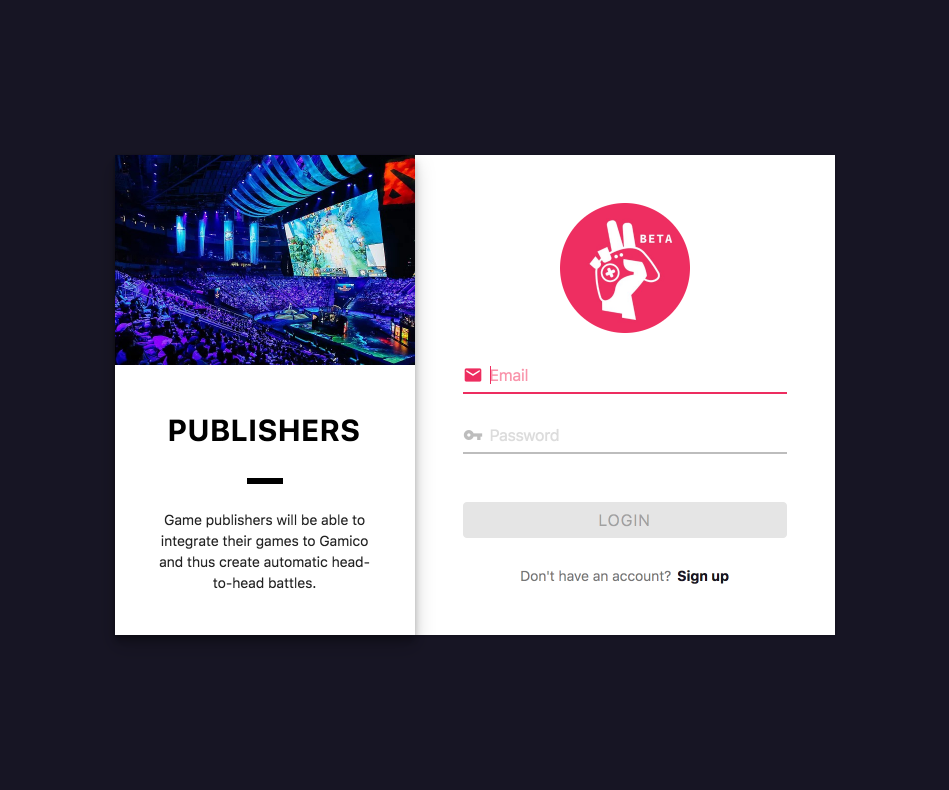 PUBLISHERS
Game publishers will be able to
integrate their games to Gamico
and thus create automatic head-
to-head battles.
BETA
Email
Password
LOGIN
Don't have an account? Sign up